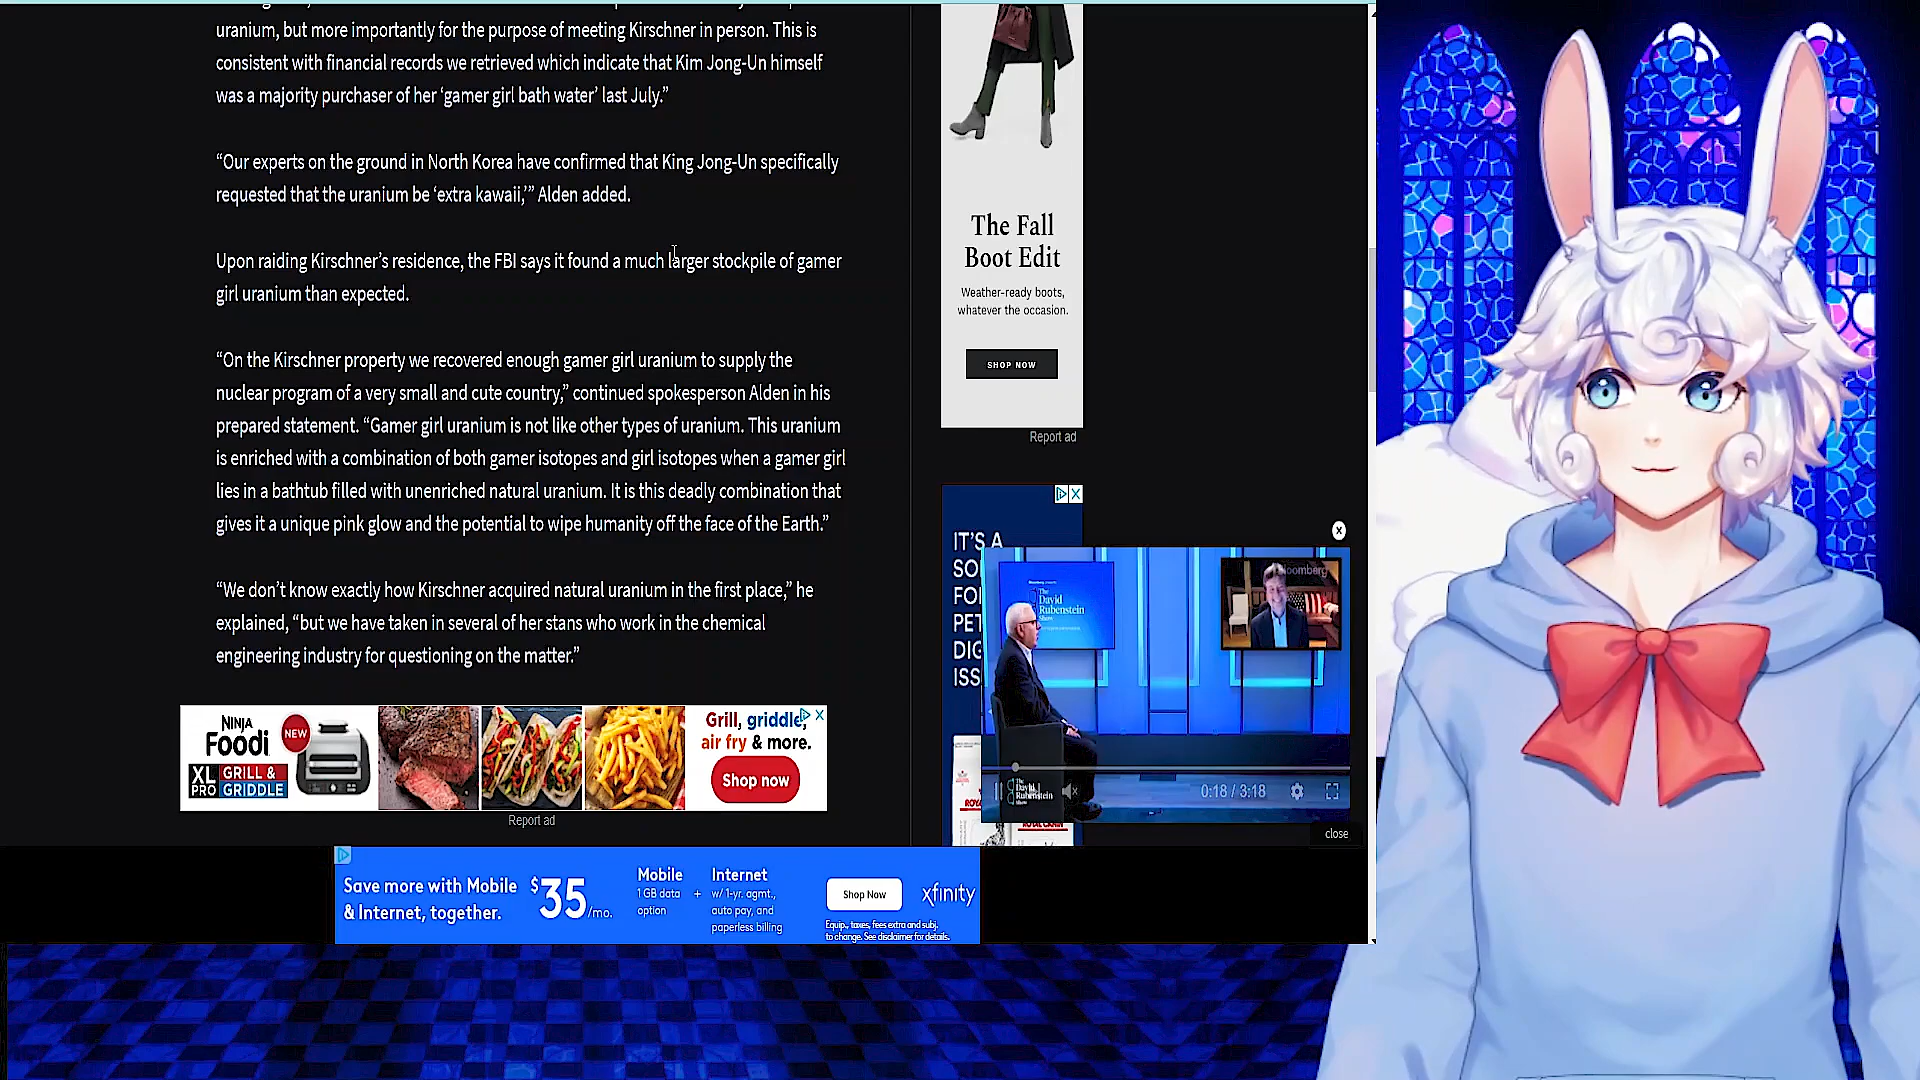 uranium, but more importantly for the purpose of meeting Kirschner in person. This is
consistent with financial records we retrieved which indicate that Kim Jong-Un himself
was a majority purchaser of her ‘gamer girl bath water’ last July.”
“Our experts on the ground in North Korea have confirmed that King Jong-Un specifically
requested that the uranium be ‘extra kawaii,’” Alden added.
Upon raiding Kirschner’s residence, the FBI says it found a much larger stockpile of gamer
girl uranium than expected.
“On the Kirschner property we recovered enough gamer girl uranium to supply the
nuclear program of a very small and cute country,” continued spokesperson Alden in his
prepared statement. “Gamer girl uranium is not like other types of uranium. This uranium
is enriched with a combination of both gamer isotopes and girl isotopes when a gamer girl
lies in a bathtub filled with unenriched natural uranium. It is this deadly combination that
gives it a unique pink glow and the potential to wipe humanity off the face of the Earth.”
“We don’t know exactly how Kirschner acquired natural uranium in the first place,” he
explained, “but we have taken in several of her stans who work in the chemical
engineering industry for questioning on the matter.”
NINJA
Foodi
NEW
XL
PRO
GRILL &
GRIDDLE
Grill, griddle,
air fry & more.
Shop now
Report ad
The Fall
Boot Edit
Weather-ready boots,
whatever the occasion.
SHOP NOW
Report ad
IT’S A
SO
FO
PET
DIG
ISS
X
The
David
Rubenstein
Show
Bloomberg
The
David
Rubenstein
Show
0:18 / 3:18
close
Save more with Mobile
& Internet, together.
$35/mo.
Mobile
1 GB data
option
+
Internet
w/ 1-yr. agmt.,
auto pay, and
paperless billing
Shop Now
Equip., taxes, fees extra and subj.
to change. See disclaimer for details.
xfinity